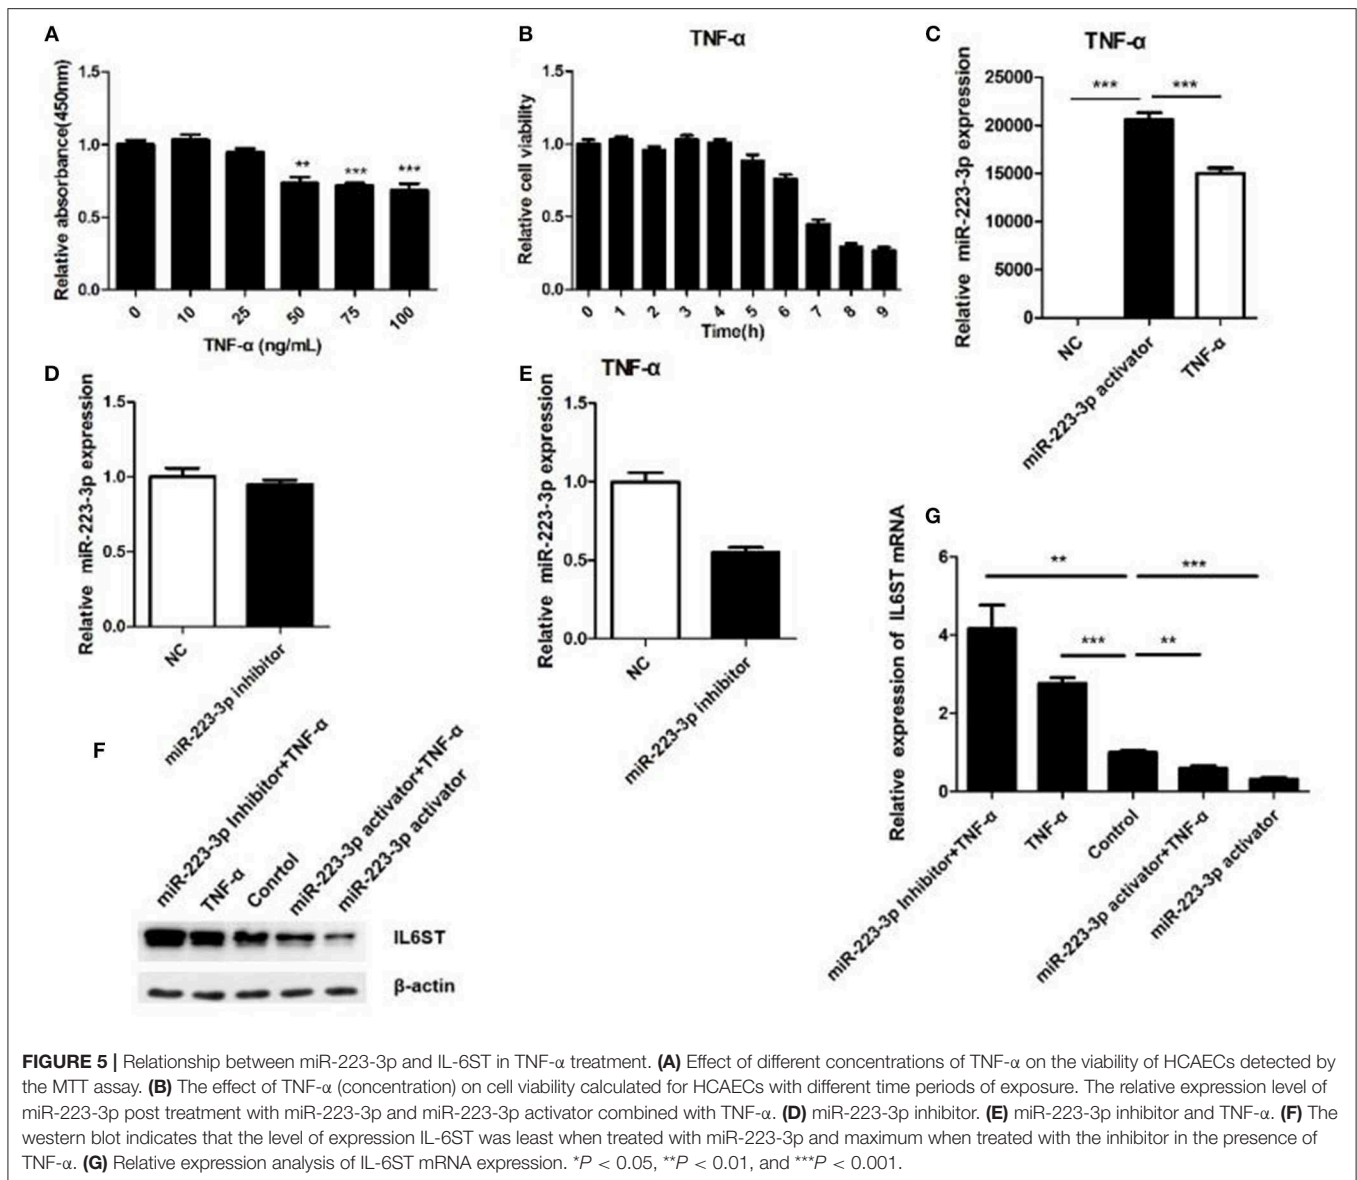 A
Relative absorbance(450nm)
1.5
1.0
0.5
0.0
**
***
***
0
10
25
50
75
100
TNF-α (ng/mL)
B
TNF-α
Relative cell viability
1.5
1.0
0.5
0.0
0
1
2
3
4
5
6
7
8
9
Time(h)
C
TNF-α
Relative miR-223-3p expression
25000
20000
15000
10000
5000
0
***
***
NC
miR-223-3p activator
TNF-α
D
Relative miR-223-3p expression
1.5
1.0
0.5
0.0
NC
miR-223-3p inhibitor
E
TNF-α
Relative miR-223-3p expression
1.5
1.0
0.5
0.0
NC
miR-223-3p inhibitor
F
miR-223-3p Inhibitor+TNF-α
TNF-α
Conrtol
miR-223-3p activator+TNF-α
miR-223-3p activator
IL6ST
β-actin
G
Relative expression of IL6ST mRNA
6
4
2
0
**
***
***
**
miR-223-3p Inhibitor+TNF-α
TNF-α
Control
miR-223-3p activator+TNF-α
miR-223-3p activator
FIGURE 5 | Relationship between miR-223-3p and IL-6ST in TNF-α treatment. (A) Effect of different concentrations of TNF-α on the viability of HCAECs detected by
the MTT assay. (B) The effect of TNF-α (concentration) on cell viability calculated for HCAECs with different time periods of exposure. The relative expression level of
miR-223-3p post treatment with miR-223-3p and miR-223-3p activator combined with TNF-α. (D) miR-223-3p inhibitor. (E) miR-223-3p inhibitor and TNF-α. (F) The
western blot indicates that the level of expression IL-6ST was least when treated with miR-223-3p and maximum when treated with the inhibitor in the presence of
TNF-α. (G) Relative expression analysis of IL-6ST mRNA expression. *P < 0.05, **P < 0.01, and ***P < 0.001.